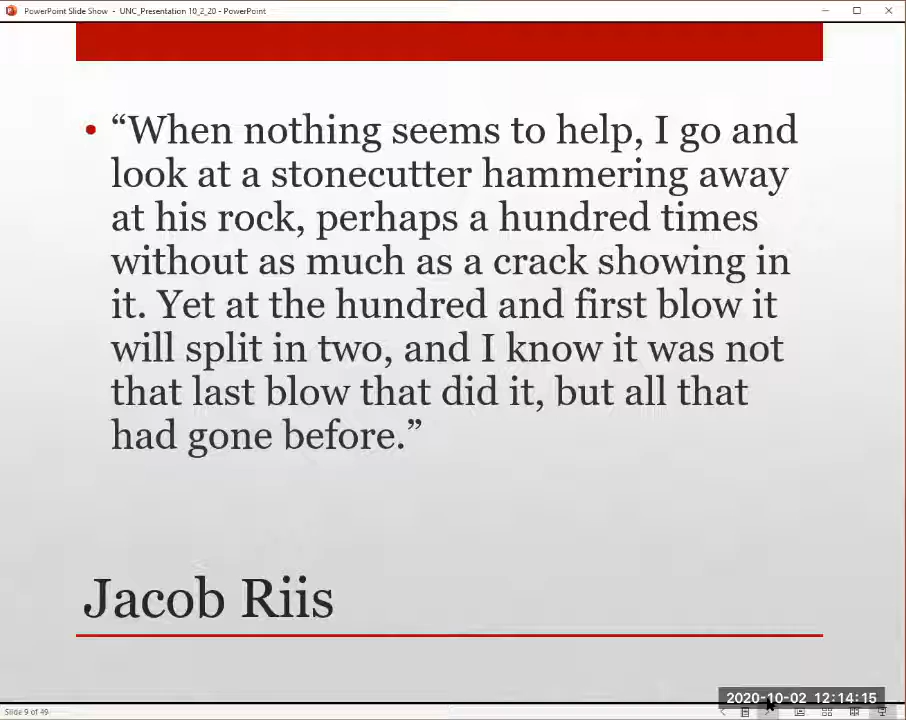 PowerPoint Slide Show - UNC_Presentation 10_2_20 - PowerPoint
• “When nothing seems to help, I go and
look at a stonecutter hammering away
at his rock, perhaps a hundred times
without as much as a crack showing in
it. Yet at the hundred and first blow it
will split in two, and I know it was not
that last blow that did it, but all that
had gone before.”
Jacob Riis
2020-10-02 12:14:15
Slide 9 of 49